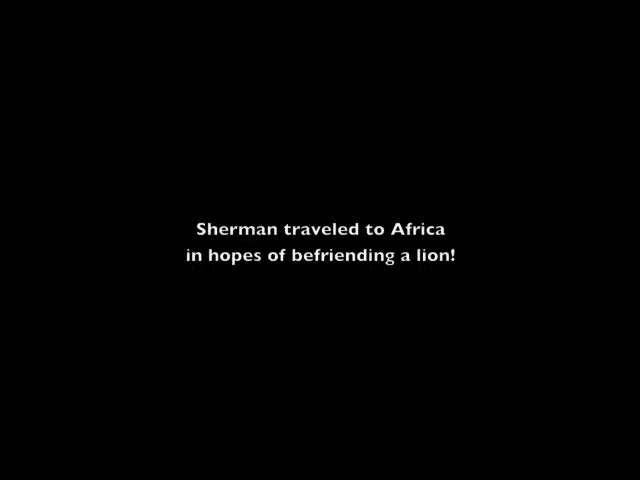 Sherman traveled to Africa
in hopes of befriending a lion!